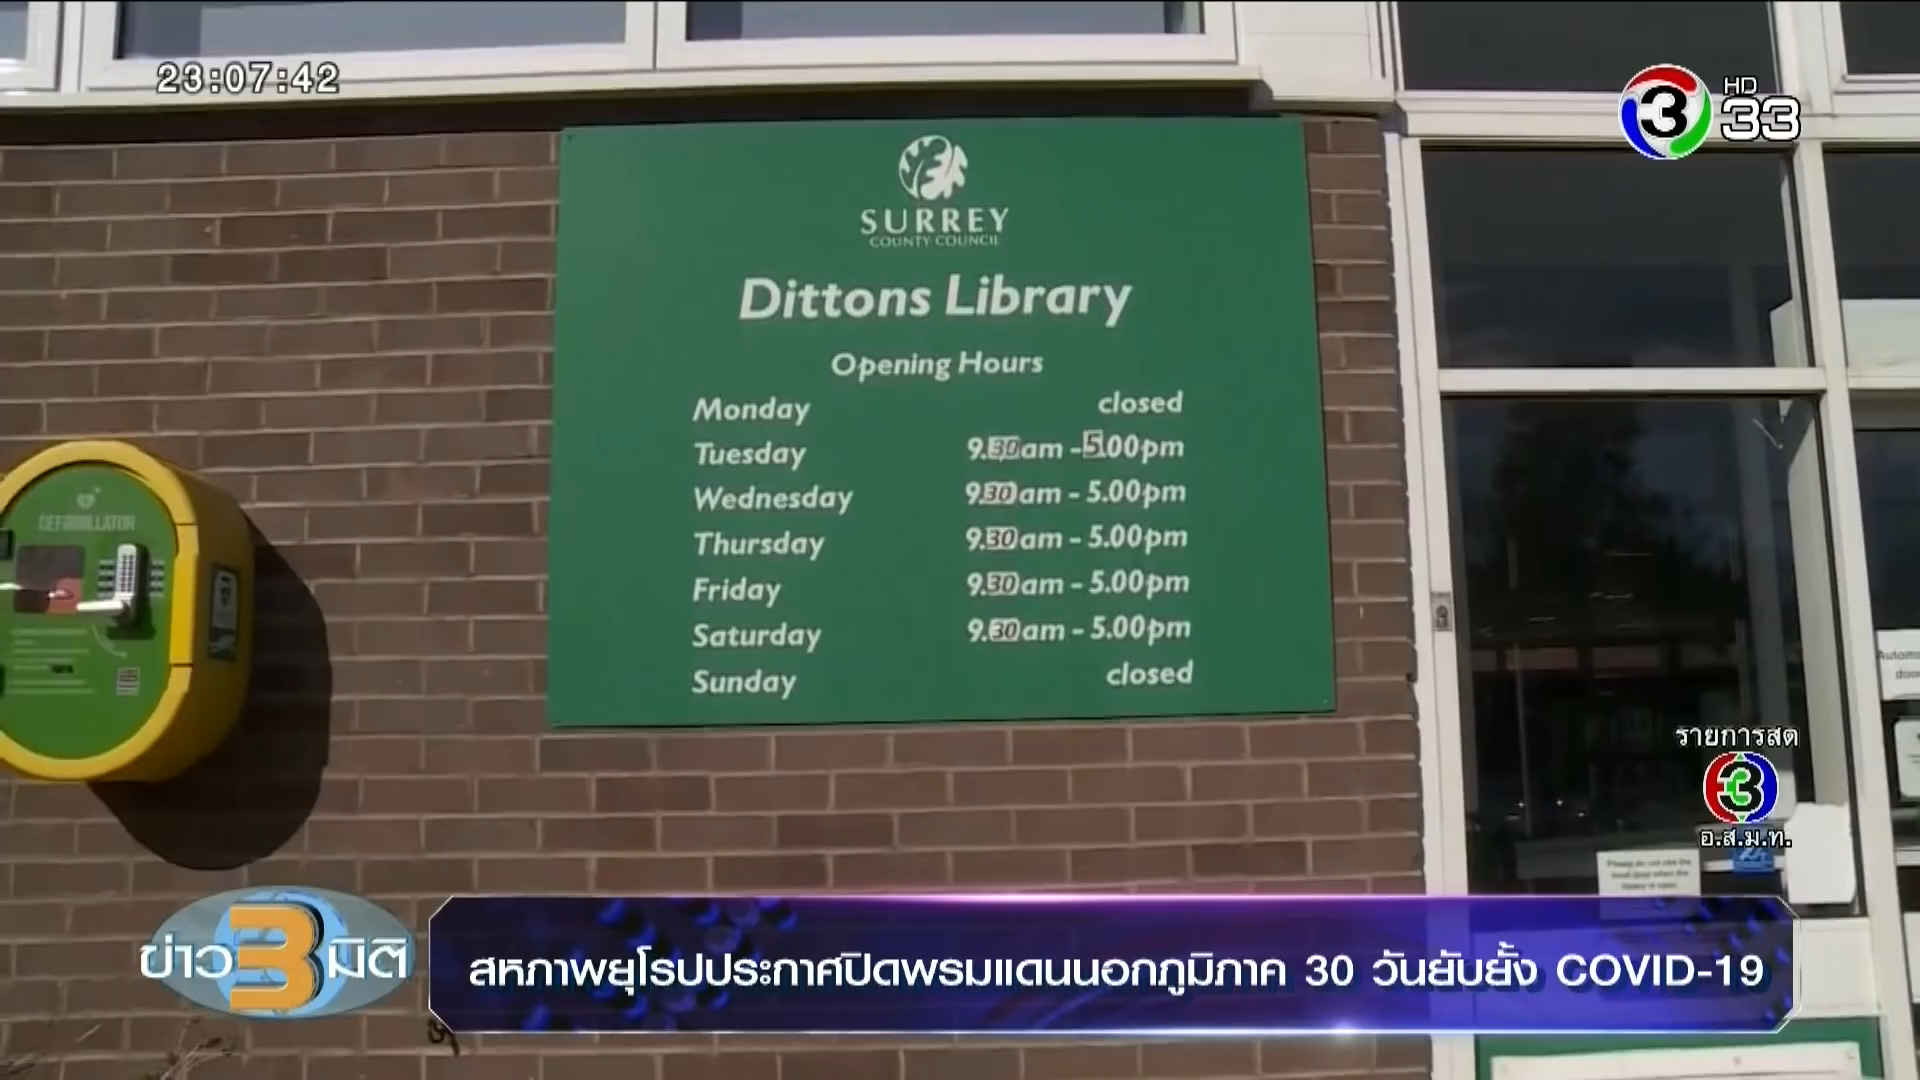 23:07:42
3 HD
33
SURREY
COUNTY COUNCIL
Dittons Library
Opening Hours
Monday closed
Tuesday 9.30am - 5.00pm
Wednesday 9.30am - 5.00pm
Thursday 9.30am - 5.00pm
Friday 9.30am - 5.00pm
Saturday 9.30am - 5.00pm
Sunday closed
DEFIBRILLATOR
รายการสด
3
อ.ส.ม.ท.
ข่าว3มิติ
สหภาพยุโรปประกาศปิดพรมแดนนอกภูมิภาค 30 วันยับยั้ง COVID-19